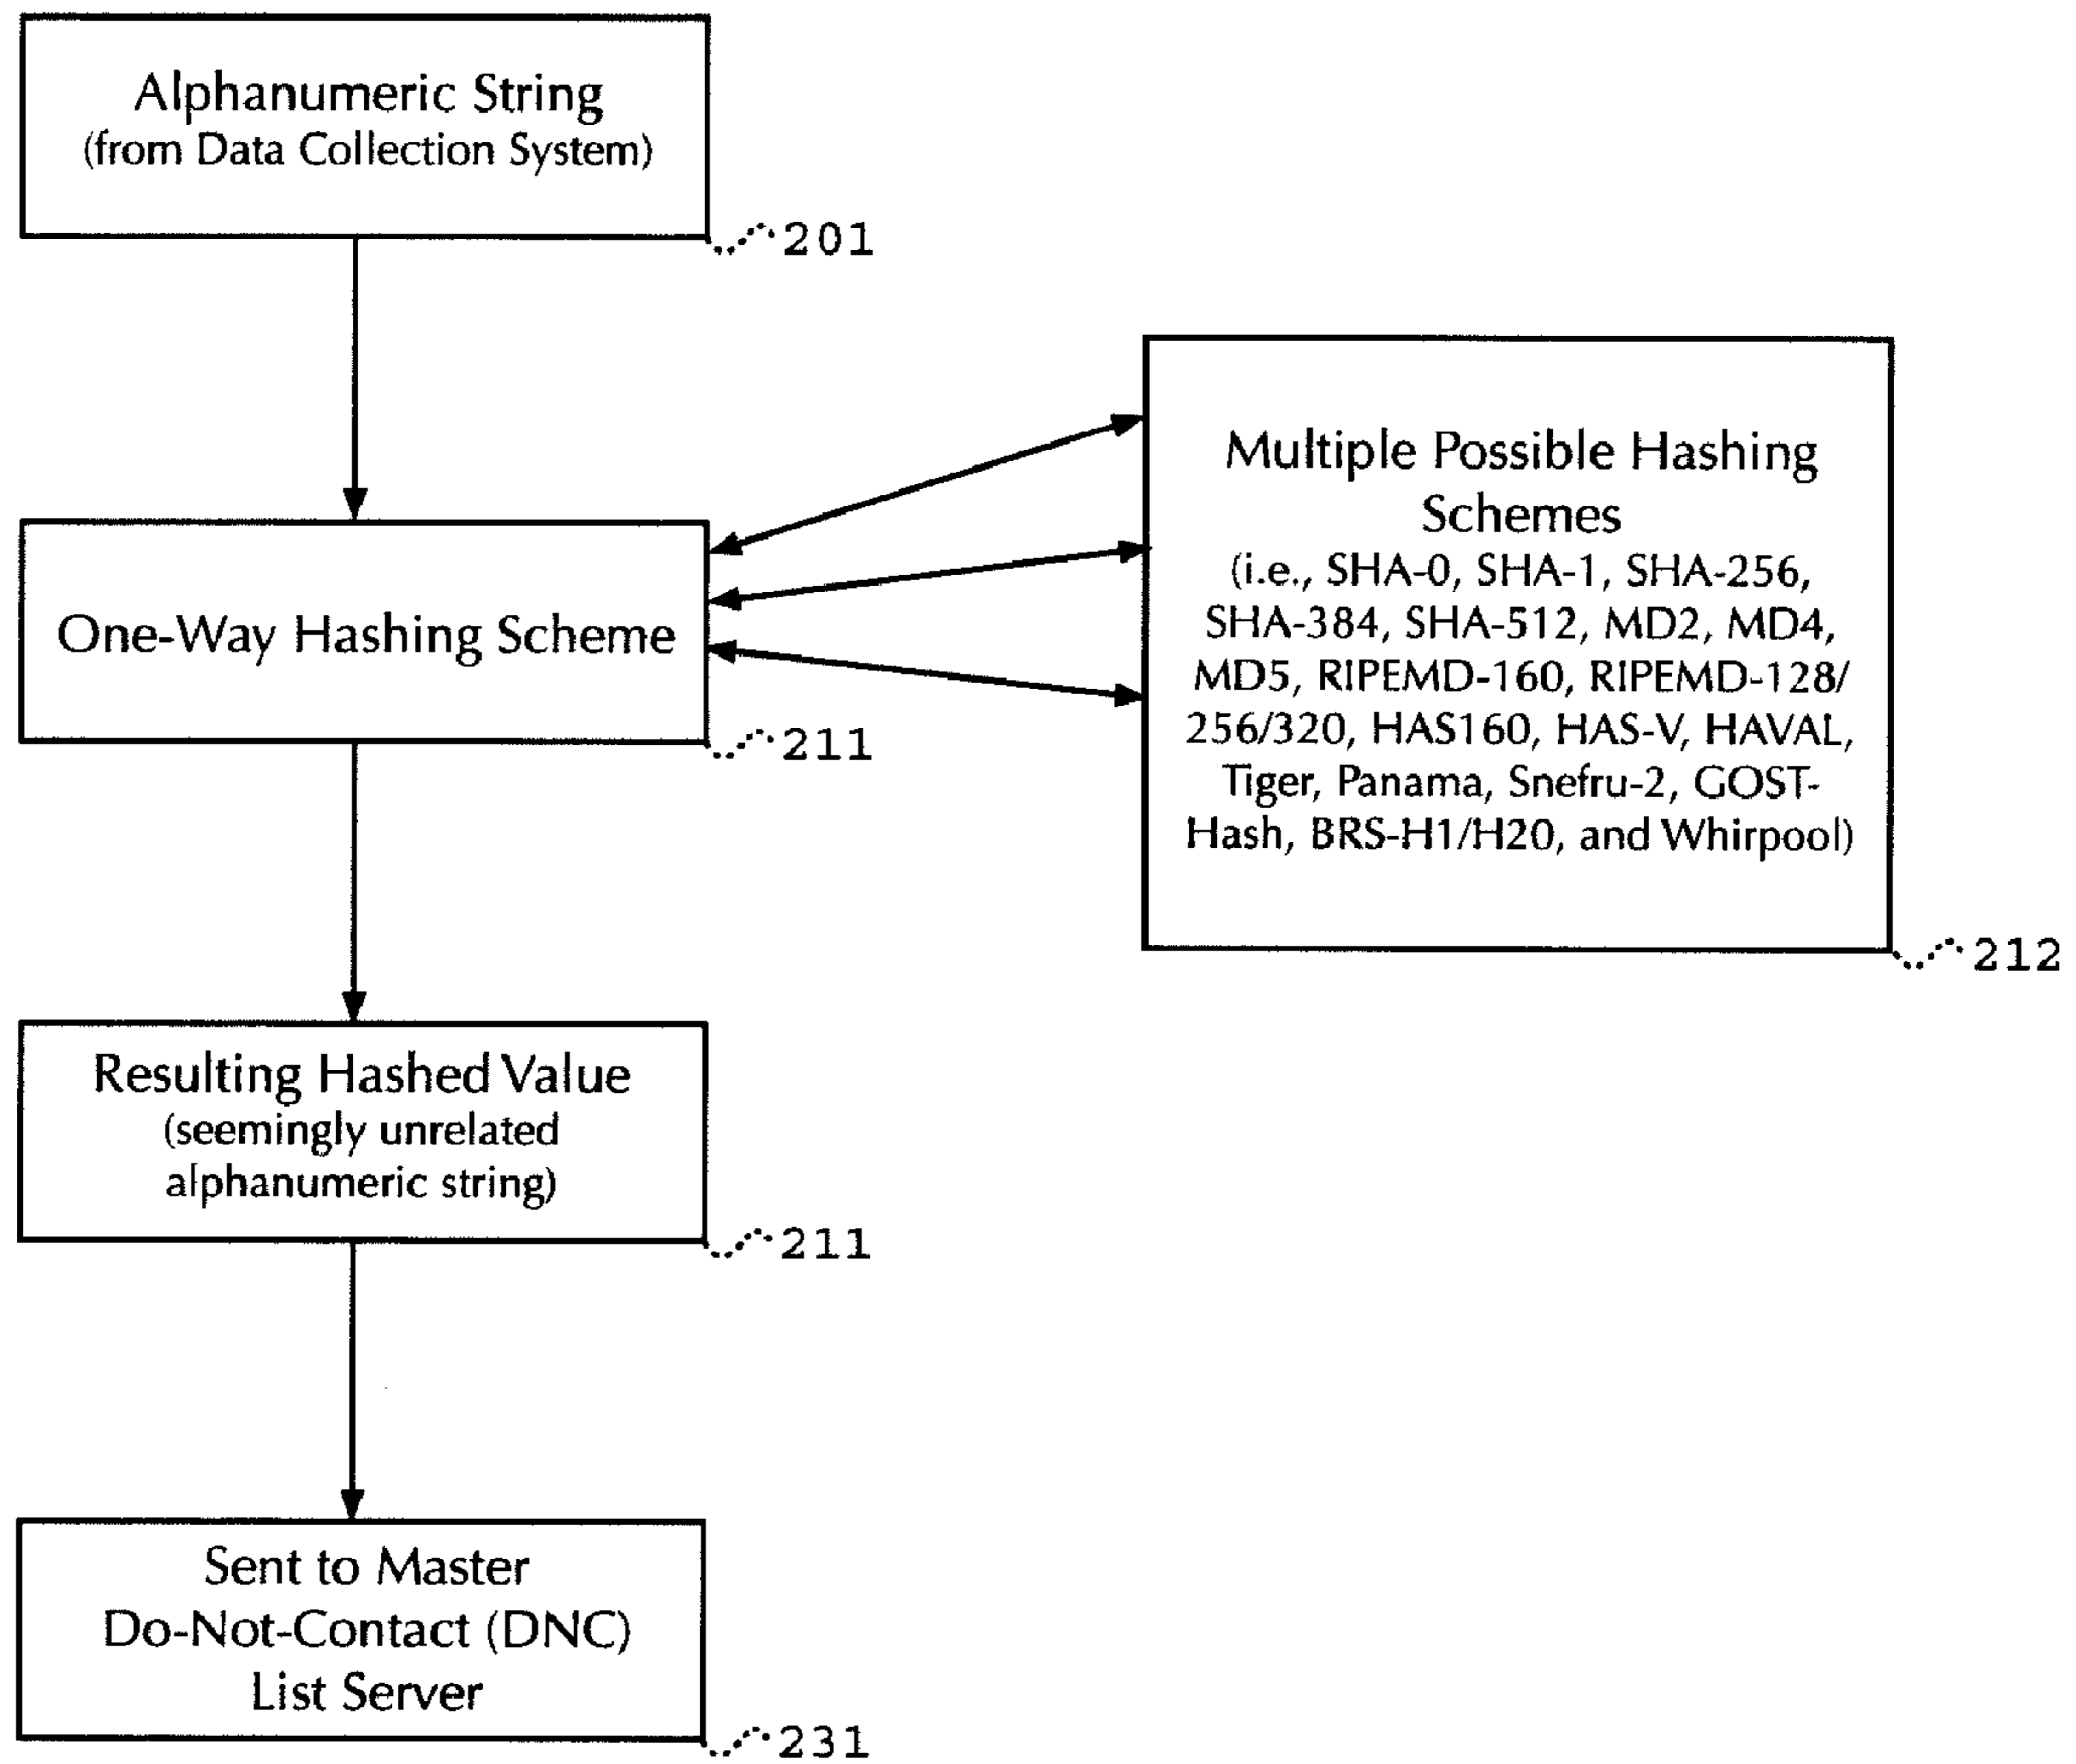 Alphanumeric String
(from Data Collection System)
201
One-Way Hashing Scheme
211
Multiple Possible Hashing
Schemes
(i.e., SHA-0, SHA-1, SHA-256,
SHA-384, SHA-512, MD2, MD4,
MD5, RIPEMD-160, RIPEMD-128/
256/320, HAS160, HAS-V, HAVAL,
Tiger, Panama, Snefru-2, GOST-
Hash, BRS-H1/H20, and Whirpool)
212
Resulting Hashed Value
(seemingly unrelated
alphanumeric string)
211
Sent to Master
Do-Not-Contact (DNC)
List Server
231